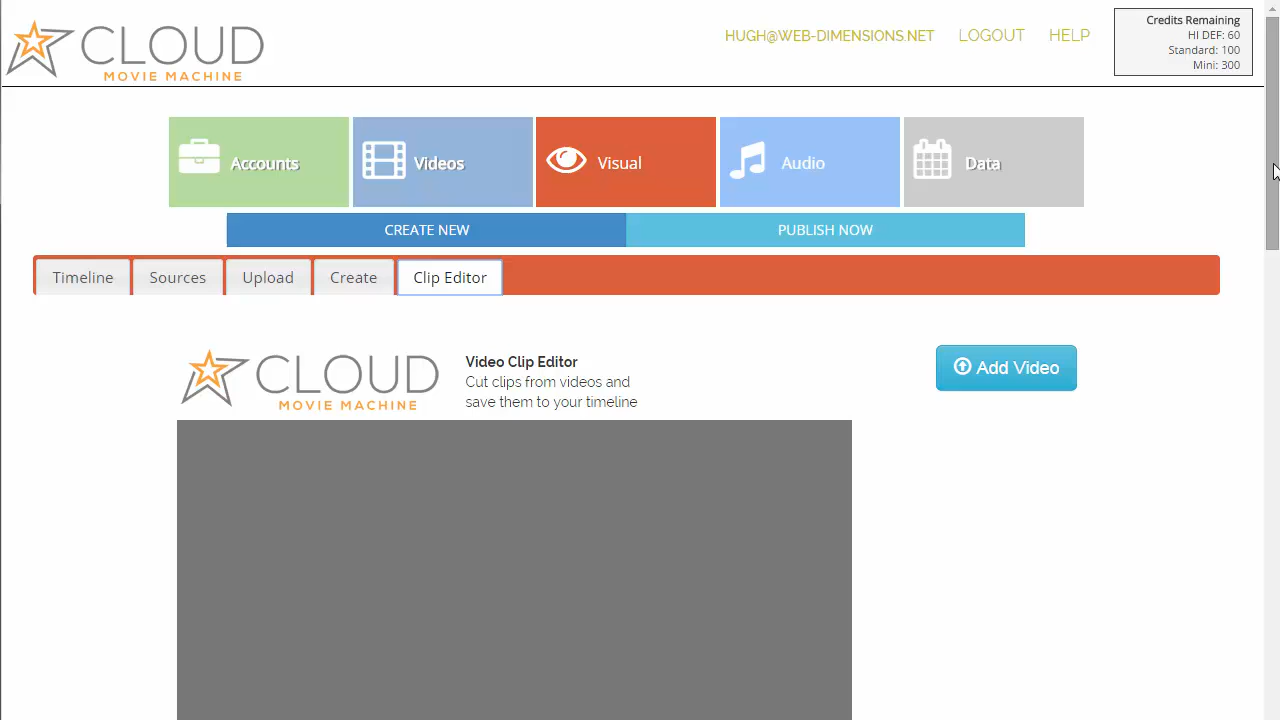 CLOUD
MOVIE MACHINE
HUGH@WEB-DIMENSIONS.NET LOGOUT HELP
Credits Remaining
HI DEF: 60
Standard: 100
Mini: 300
Accounts Videos Visual Audio Data
CREATE NEW PUBLISH NOW
Timeline Sources Upload Create Clip Editor
CLOUD
MOVIE MACHINE
Video Clip Editor
Cut clips from videos and
save them to your timeline
Add Video